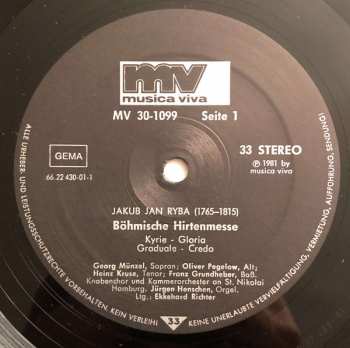 mv
musica viva
MV 30-1099 Seite 1
33 STEREO
GEMA
℗ 1981 by
musica viva
66.22 430-01-1
JAKUB JAN RYBA (1765-1815)
Böhmische Hirtenmesse
Kyrie - Gloria
Graduale - Credo
Georg Münzel, Sopran; Oliver Pagelow, Alt;
Heinz Kruse, Tenor; Franz Grundheber, Baß.
Knabenchor und Kammerorchester an St. Nikolai
Hamburg, Jürgen Henschen, Orgel.
Ltg.: Ekkehard Richter
33
ALLE URHEBER- UND LEISTUNGSSCHUTZRECHTE VORBEHALTEN. KEIN VERLEIH! KEINE UNERLAUBTE VERVIELFÄLTIGUNG, VERMIETUNG, AUFFÜHRUNG, SENDUNG!